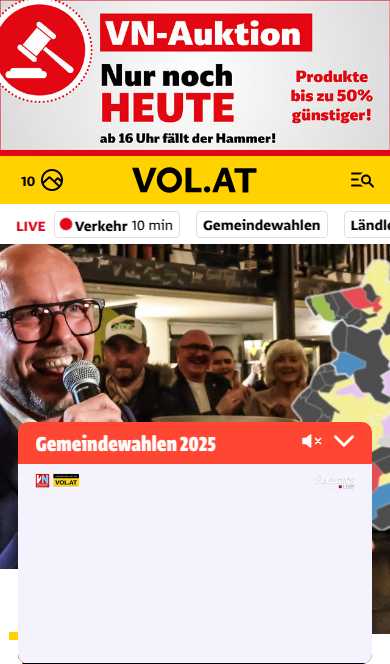 VN-Auktion
Nur noch
HEUTE
Produkte
bis zu 50%
günstiger!
ab 16 Uhr fällt der Hammer!
10
VOL.AT
LIVE Verkehr 10 min Gemeindewahlen Ländle
Gemeindewahlen 2025
VN VOL.AT